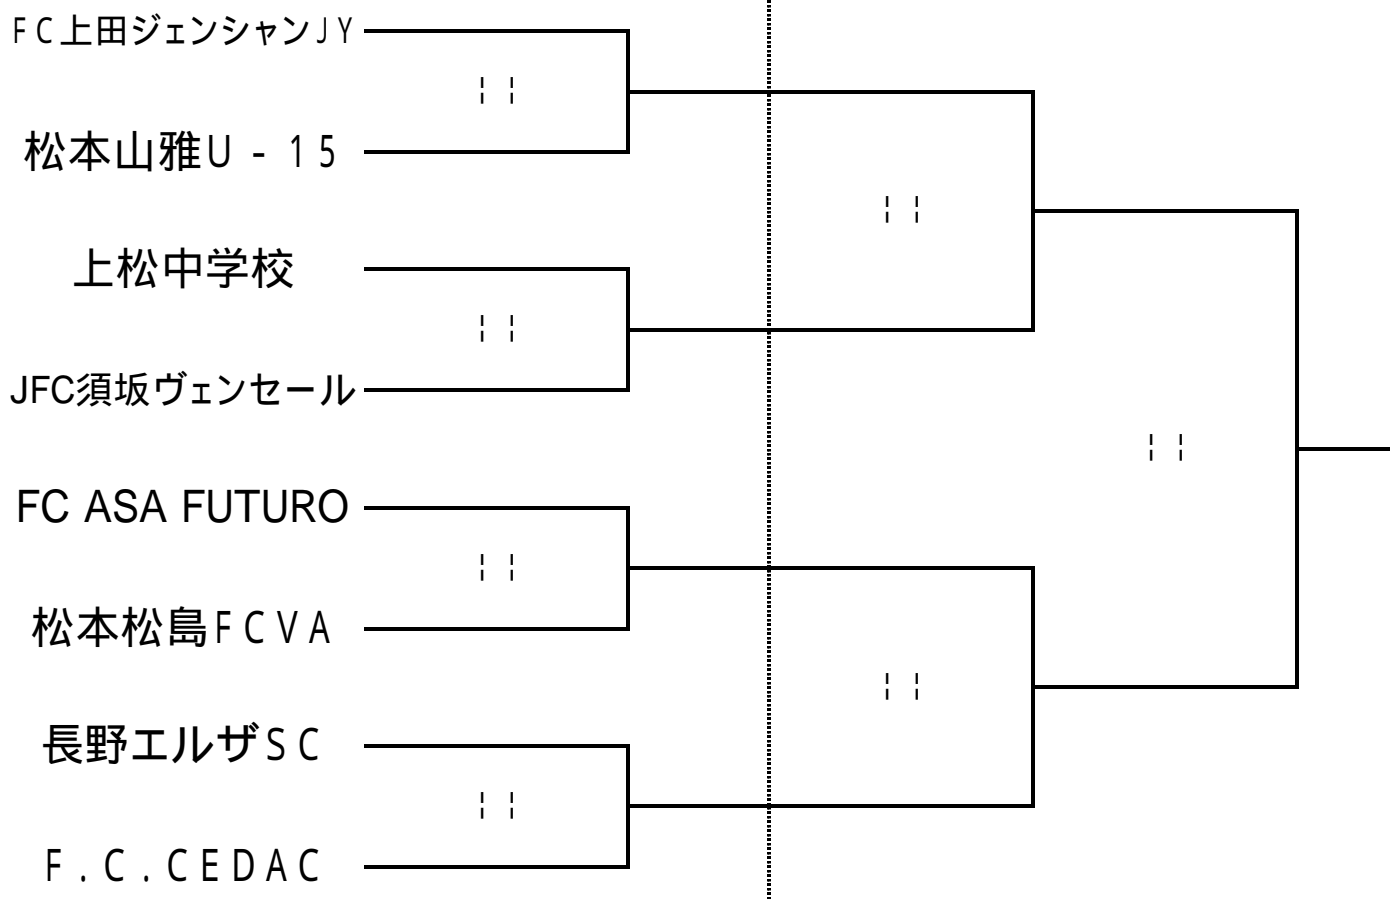 ＦＣ上田ジェンシャンＪＹ
松本山雅Ｕ－１５
上松中学校
JFC須坂ヴェンセール
FC ASA FUTURO
松本松島ＦＣＶＡ
長野エルザＳＣ
Ｆ.Ｃ.ＣＥＤＡＣ